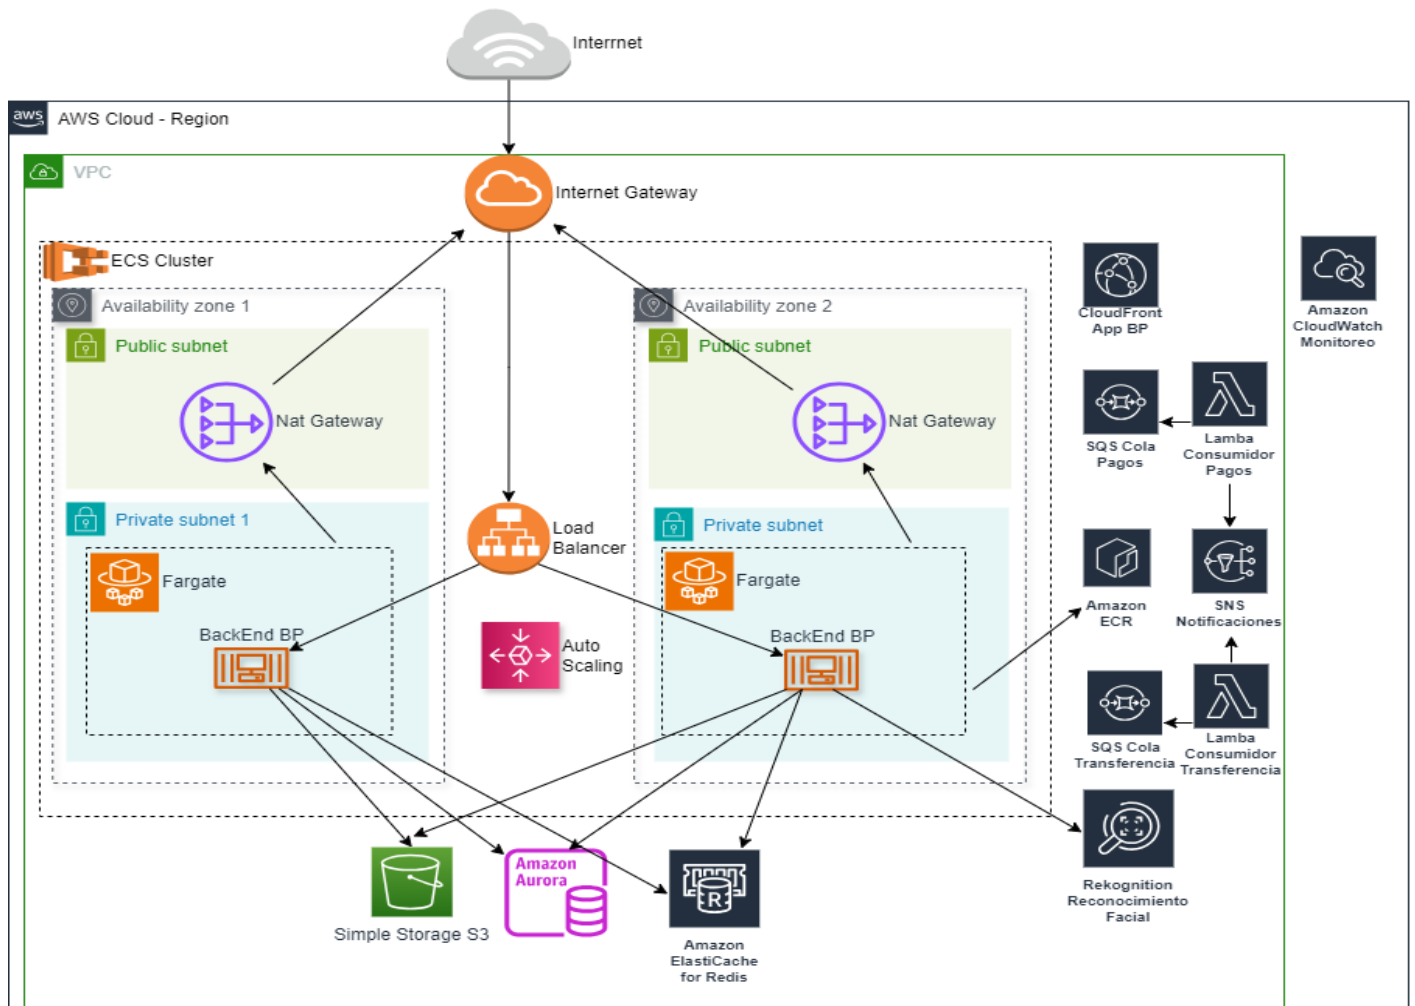 Interrnet
aws
AWS Cloud - Region
VPC
Internet Gateway
ECS Cluster
Availability zone 1
Availability zone 2
Public subnet
Public subnet
Nat Gateway
Nat Gateway
Private subnet 1
Private subnet
Load
Balancer
Fargate
Fargate
BackEnd BP
BackEnd BP
Auto
Scaling
CloudFront
App BP
Amazon
CloudWatch
Monitoreo
SQS Cola
Pagos
Lamba
Consumidor
Pagos
Amazon
ECR
SNS
Notificaciones
SQS Cola
Transferencia
Lamba
Consumidor
Transferencia
Rekognition
Reconocimiento
Facial
Simple Storage S3
Amazon
Aurora
R
Amazon
ElastiCache
for Redis